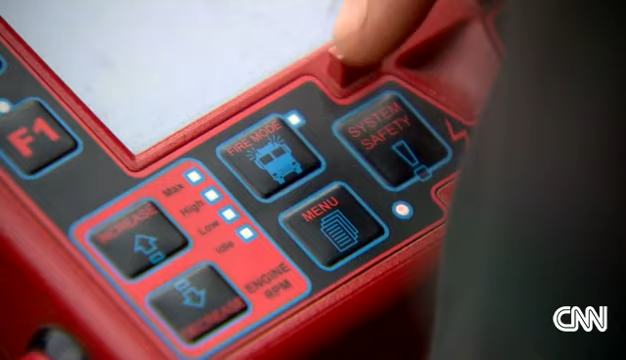 F1
FIRE MODE
SYSTEM
SAFETY
Max
High
Low
Idle
INCREASE
MENU
DECREASE
ENGINE
RPM
CNN